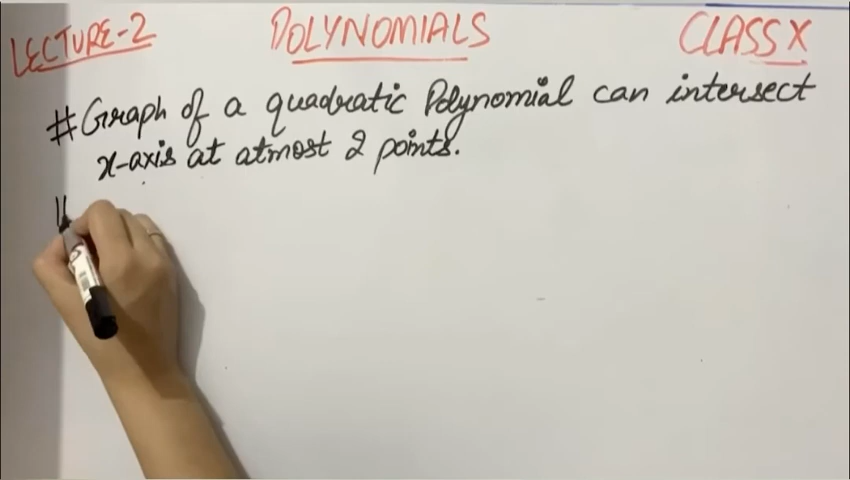 LECTURE-2 POLYNOMIALS CLASS X
# Graph of a quadratic Polynomial can intersect
x-axis at atmost 2 points.